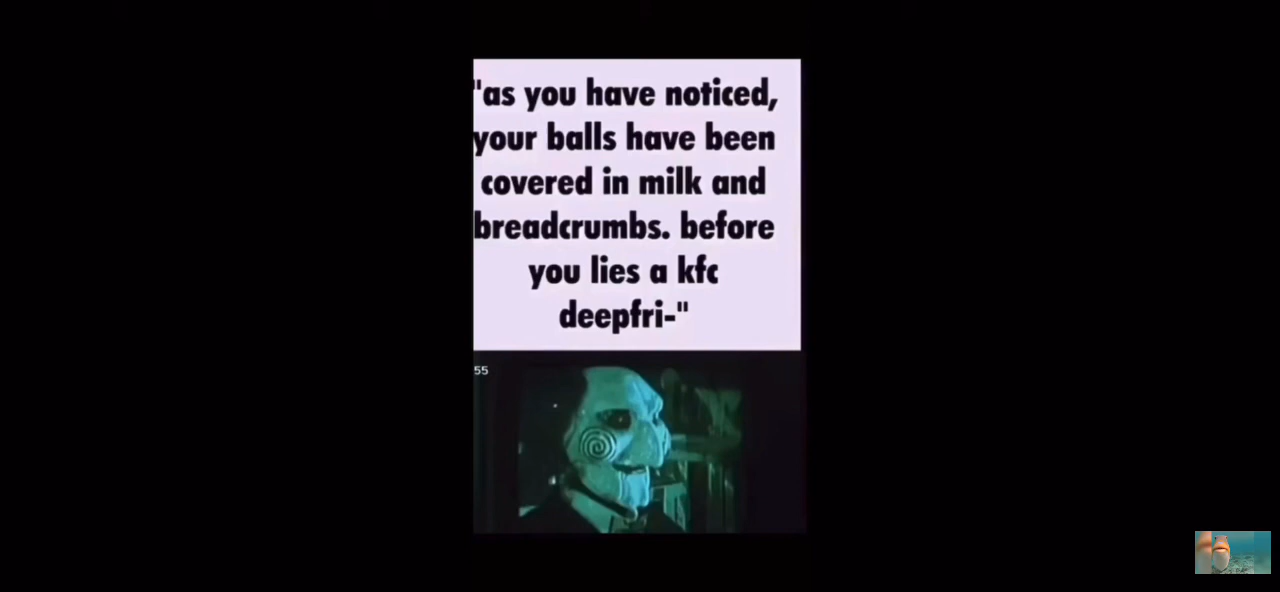 "as you have noticed,
your balls have been
covered in milk and
breadcrumbs. before
you lies a kfc
deepfri-"
55